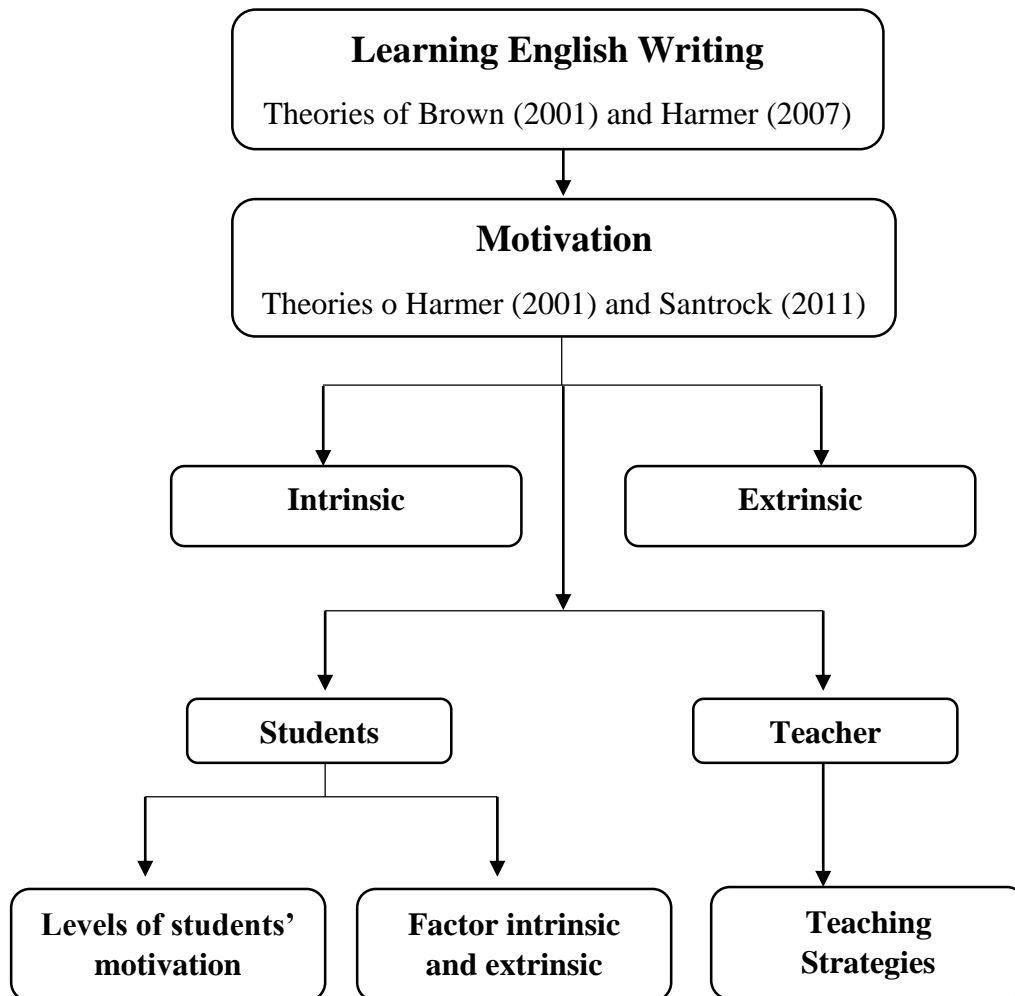 Learning English Writing
Theories of Brown (2001) and Harmer (2007)
Motivation
Theories o Harmer (2001) and Santrock (2011)
Intrinsic
Extrinsic
Students
Teacher
Levels of students’
motivation
Factor intrinsic
and extrinsic
Teaching
Strategies